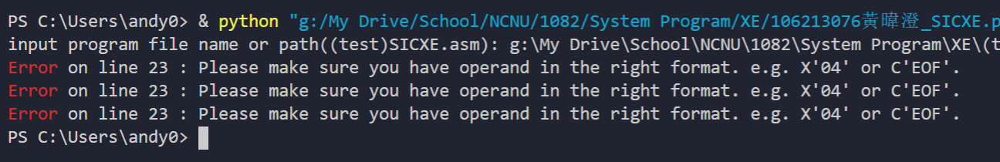 PS C:\Users\andy0> & python "g:/My Drive/School/NCNU/1082/System Program/XE/106213076黃暐澄_SICXE.p
input program file name or path((test)SICXE.asm): g:\My Drive\School\NCNU\1082\System Program\XE\(t
Error on line 23 : Please make sure you have operand in the right format. e.g. X'04' or C'EOF'.
Error on line 23 : Please make sure you have operand in the right format. e.g. X'04' or C'EOF'.
Error on line 23 : Please make sure you have operand in the right format. e.g. X'04' or C'EOF'.
PS C:\Users\andy0>